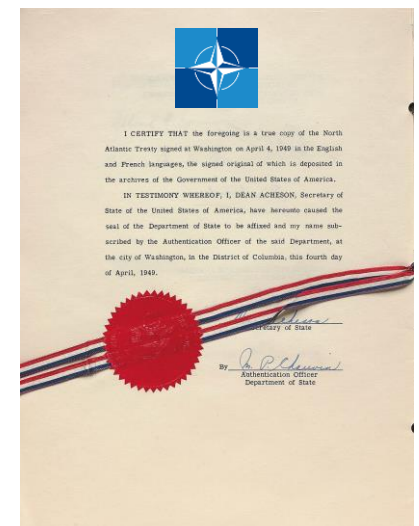 I CERTIFY THAT the foregoing is a true copy of the North
Atlantic Treaty signed at Washington on April 4, 1949 in the English
and French languages, the signed original of which is deposited in
the archives of the Government of the United States of America.
IN TESTIMONY WHEREOF, I, DEAN ACHESON, Secretary of
State of the United States of America, have hereunto caused the
seal of the Department of State to be affixed and my name sub-
scribed by the Authentication Officer of the said Department, at
the city of Washington, in the District of Columbia, this fourth day
of April, 1949.
Acheson
Secretary of State
By M. P. Chauvin
Authentication Officer
Department of State